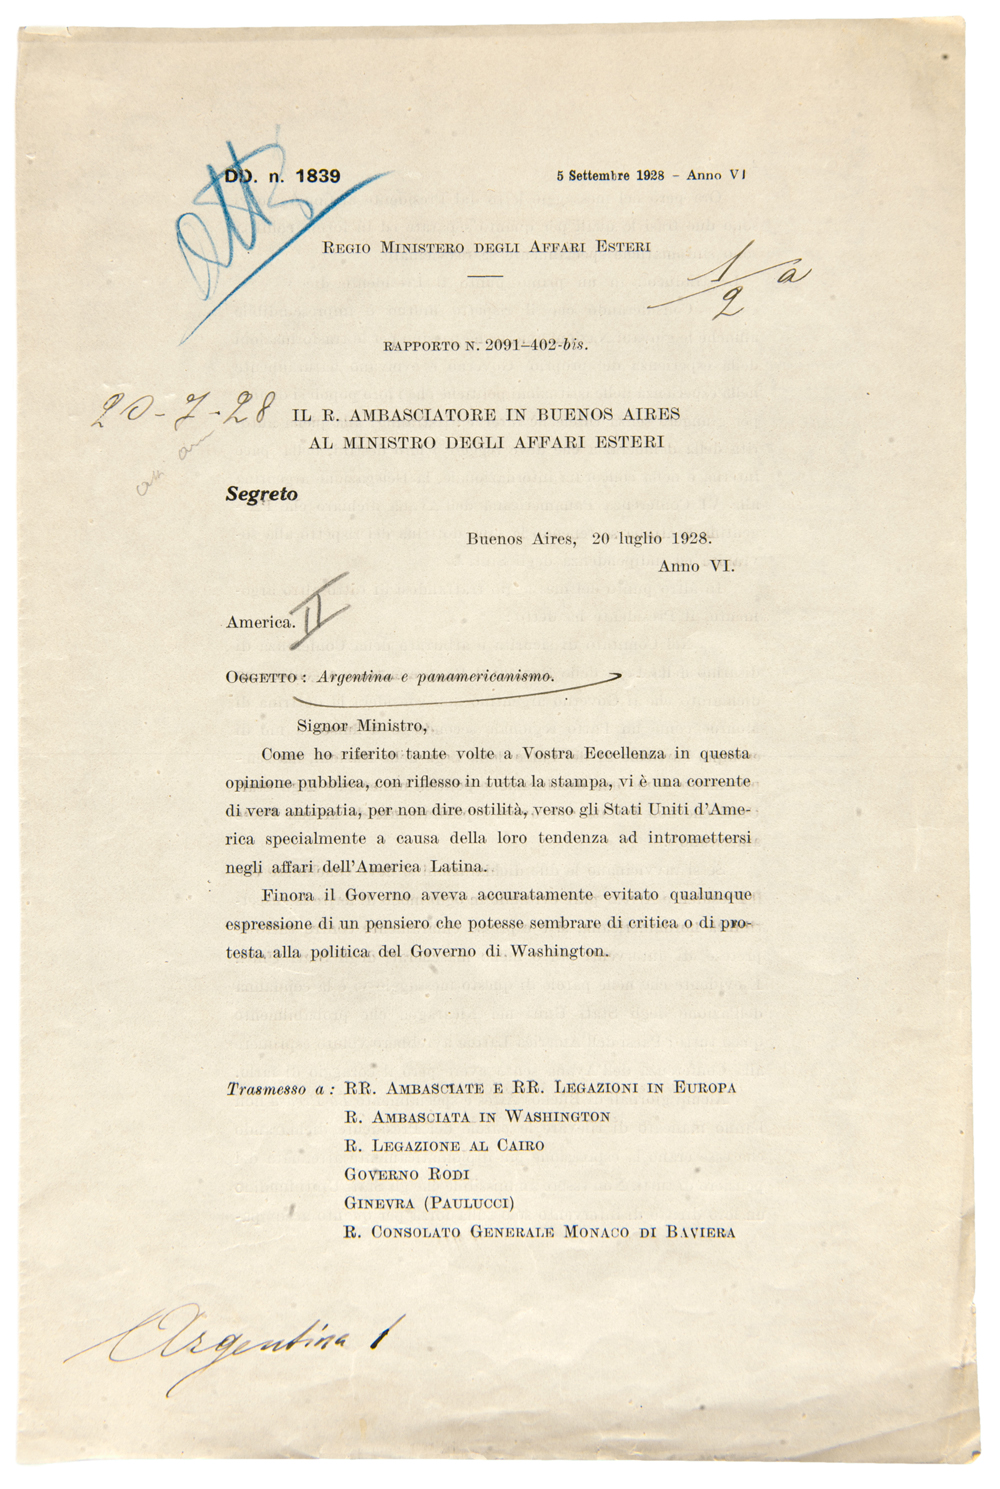 DD. n. 1839
5 Settembre 1928 – Anno VI
REGIO MINISTERO DEGLI AFFARI ESTERI
1/2 a
RAPPORTO N. 2091–402-bis.
20-7-28
IL R. AMBASCIATORE IN BUENOS AIRES
AL MINISTRO DEGLI AFFARI ESTERI
Segreto
Buenos Aires, 20 luglio 1928.
Anno VI.
America. II
OGGETTO : Argentina e panamericanismo.
Signor Ministro,
Come ho riferito tante volte a Vostra Eccellenza in questa
opinione pubblica, con riflesso in tutta la stampa, vi è una corrente
di vera antipatia, per non dire ostilità, verso gli Stati Uniti d'Ame-
rica specialmente a causa della loro tendenza ad intromettersi
negli affari dell'America Latina.
Finora il Governo aveva accuratamente evitato qualunque
espressione di un pensiero che potesse sembrare di critica o di pro-
testa alla politica del Governo di Washington.
Trasmesso a : RR. AMBASCIATE E RR. LEGAZIONI IN EUROPA
R. AMBASCIATA IN WASHINGTON
R. LEGAZIONE AL CAIRO
GOVERNO RODI
GINEVRA (PAULUCCI)
R. CONSOLATO GENERALE MONACO DI BAVIERA
Argentina 1